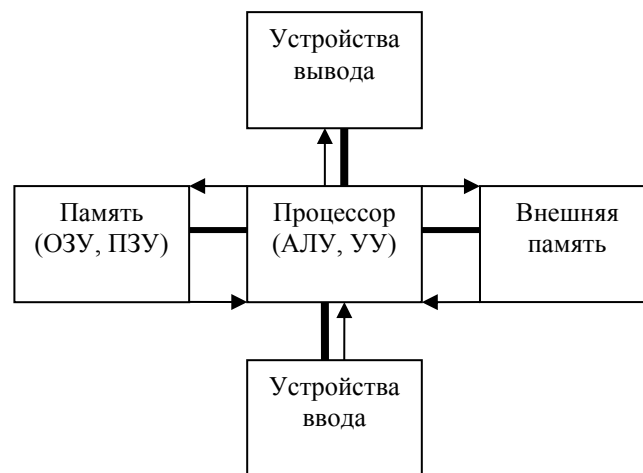 Устройства
вывода
Память
(ОЗУ, ПЗУ)
Процессор
(АЛУ, УУ)
Внешняя
память
Устройства
ввода